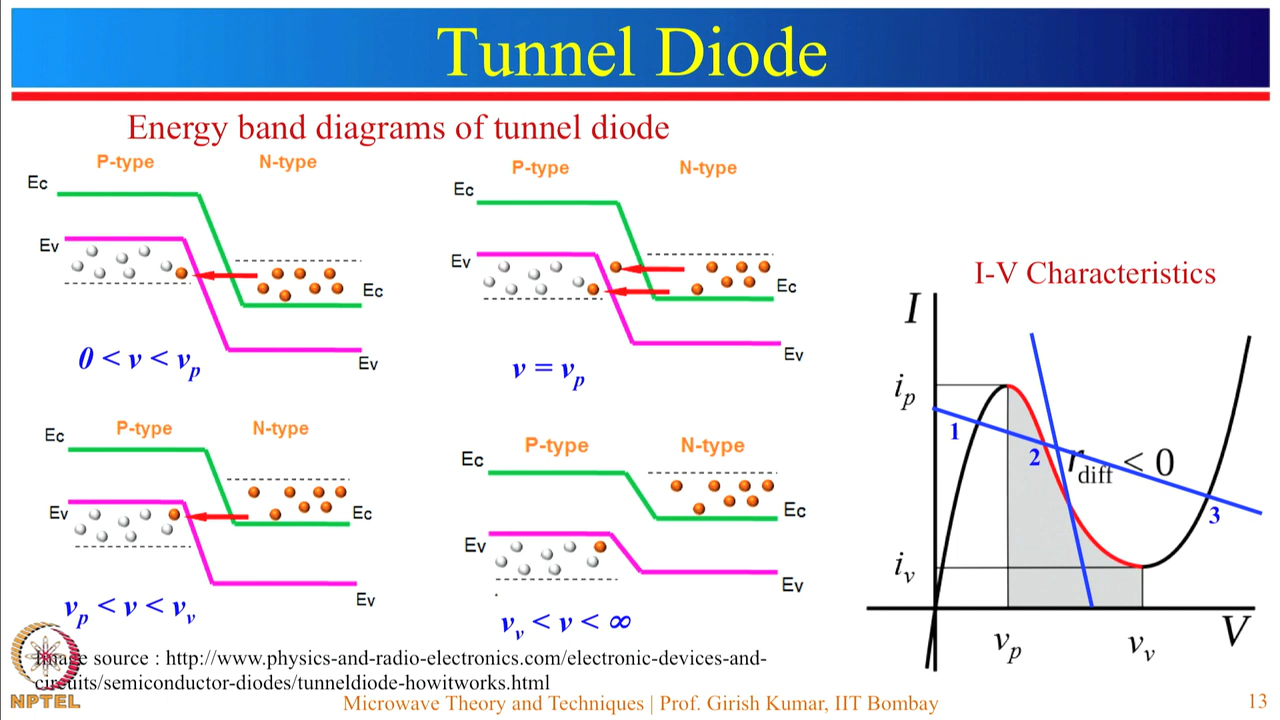 Tunnel Diode
Energy band diagrams of tunnel diode
P-type N-type
Ec
Ev
Ec
Ev
0 < v < vp
P-type N-type
Ec
Ev
Ec
Ev
v = vp
P-type N-type
Ec
Ev
Ec
Ev
vp < v < vv
P-type N-type
Ec
Ev
Ec
Ev
vv < v < ∞
I-V Characteristics
I
ip
1
2
rdiff < 0
3
iv
vp
vv
V
Image source : http://www.physics-and-radio-electronics.com/electronic-devices-and-
circuits/semiconductor-diodes/tunneldiode-howitworks.html
NPTEL
Microwave Theory and Techniques | Prof. Girish Kumar, IIT Bombay
13